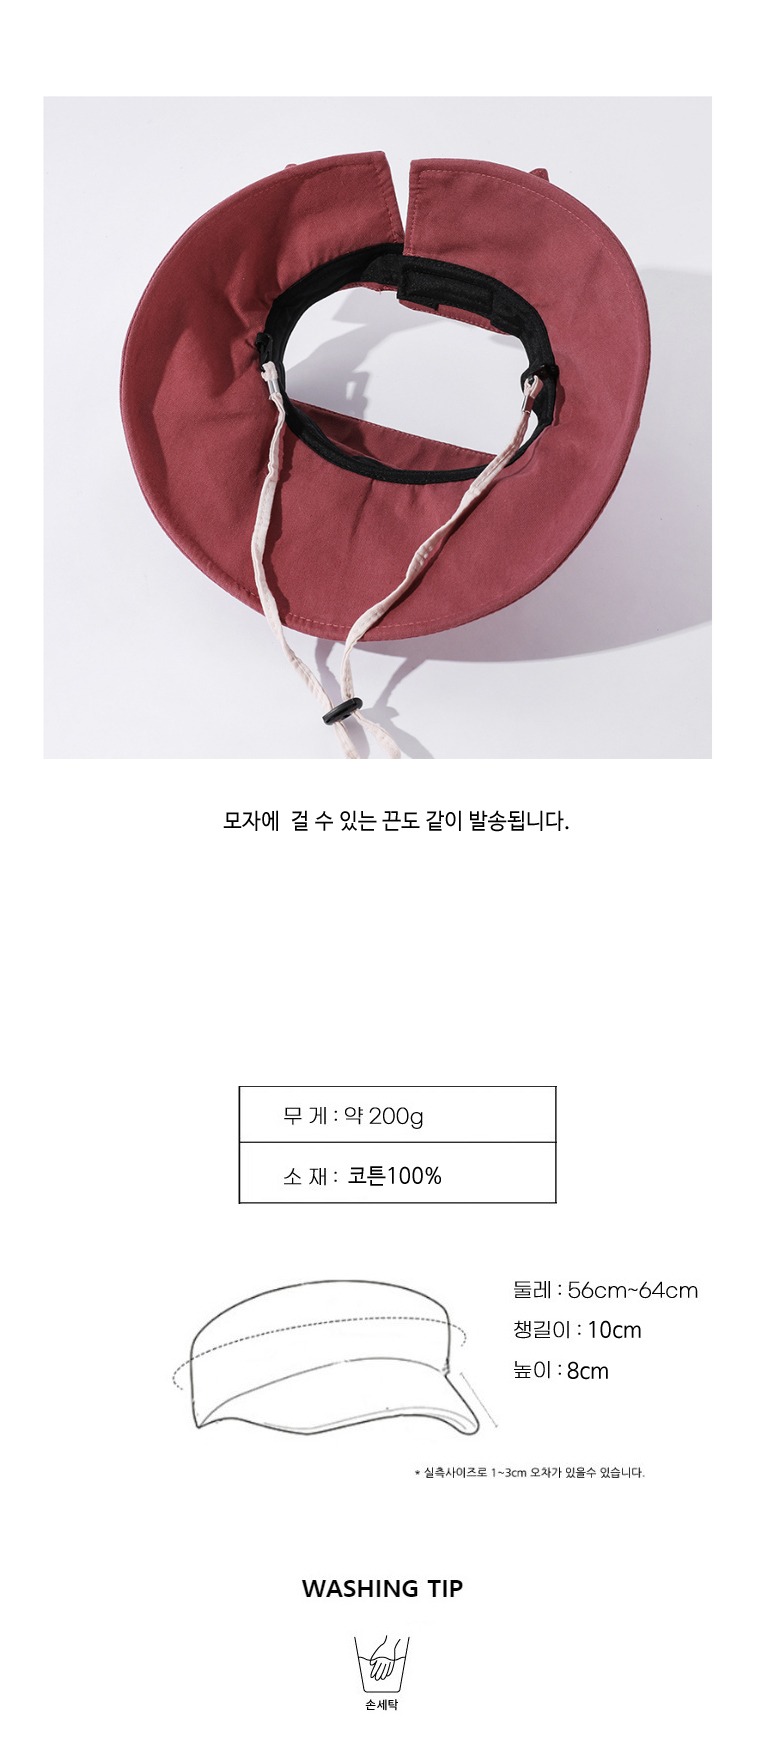 모자에 걸 수 있는 끈도 같이 발송됩니다.
무 게 : 약 200g
소 재 : 코튼100%
둘레 : 56cm~64cm
챙길이 : 10cm
높이 : 8cm
* 실측사이즈로 1~3cm 오차가 있을수 있습니다.
WASHING TIP
손세탁